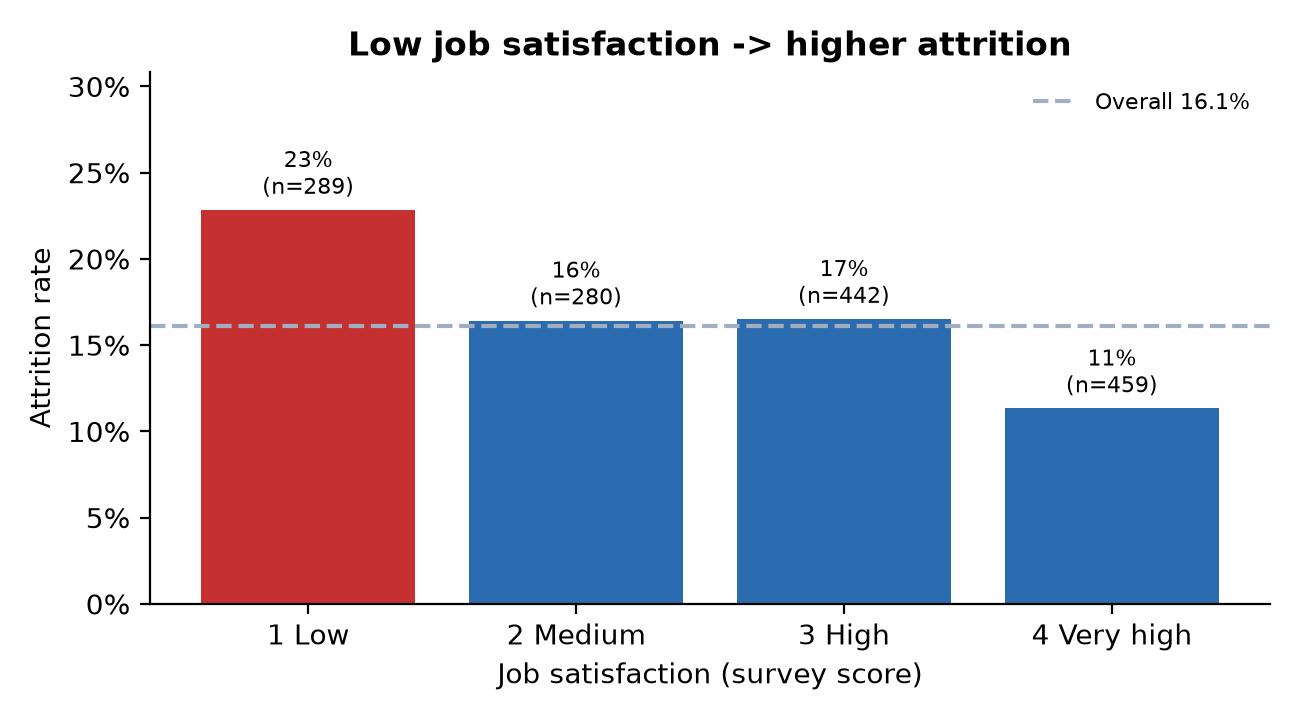 Low job satisfaction -> higher attrition
30%
25%
20%
15%
10%
5%
0%
Attrition rate
Overall 16.1%
23%
(n=289)
16%
(n=280)
17%
(n=442)
11%
(n=459)
1 Low
2 Medium
3 High
4 Very high
Job satisfaction (survey score)